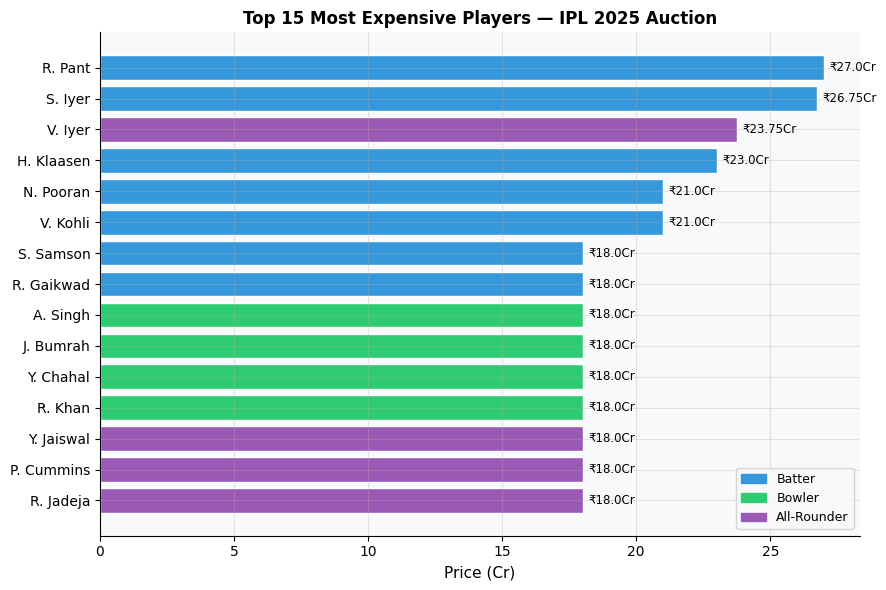 Top 15 Most Expensive Players — IPL 2025 Auction
R. Pant ₹27.0Cr
S. Iyer ₹26.75Cr
V. Iyer ₹23.75Cr
H. Klaasen ₹23.0Cr
N. Pooran ₹21.0Cr
V. Kohli ₹21.0Cr
S. Samson ₹18.0Cr
R. Gaikwad ₹18.0Cr
A. Singh ₹18.0Cr
J. Bumrah ₹18.0Cr
Y. Chahal ₹18.0Cr
R. Khan ₹18.0Cr
Y. Jaiswal ₹18.0Cr
P. Cummins ₹18.0Cr
R. Jadeja ₹18.0Cr
Batter
Bowler
All-Rounder
0 5 10 15 20 25
Price (Cr)